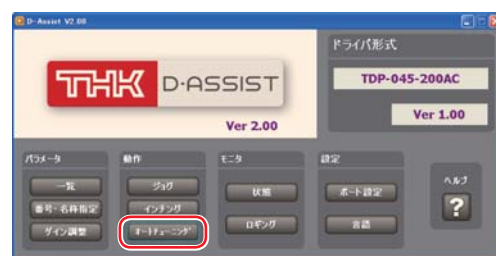 D-Assist V2.00
ドライバ形式
THK D-ASSIST
TDP-045-200AC
Ver 2.00
Ver 1.00
パラメータ
動作
モニタ
設定
ヘルプ
一覧
ジョグ
状態
ポート設定
?
番号・名称指定
インチング
ロギング
言語
ゲイン調整
オートチューニング